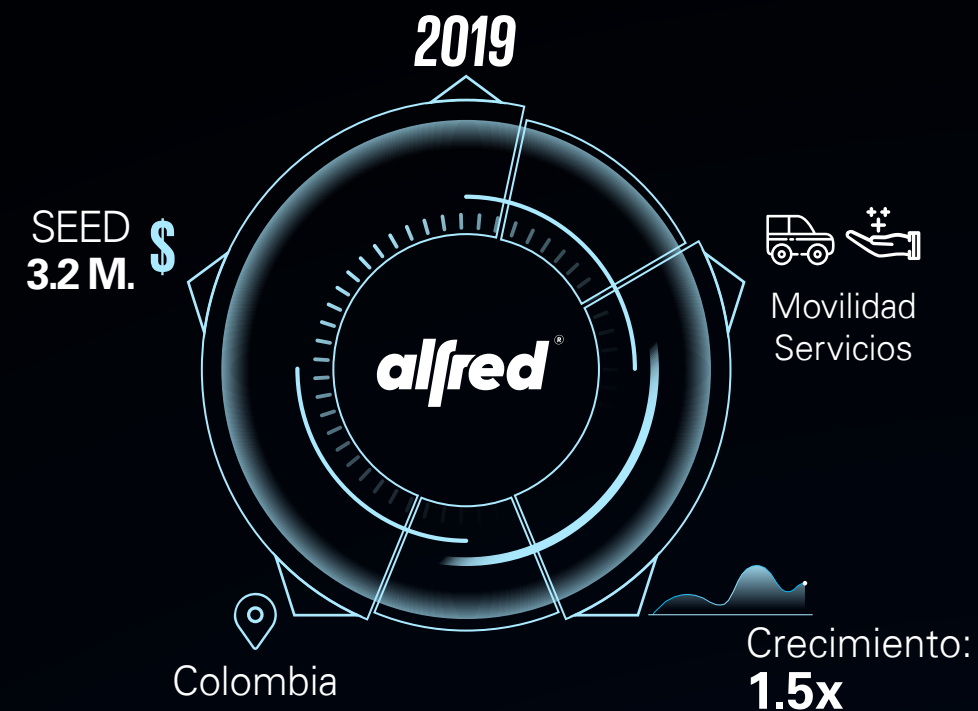 2019
SEED
3.2 M.
$
alfred®
Movilidad
Servicios
Colombia
Crecimiento:
1.5x